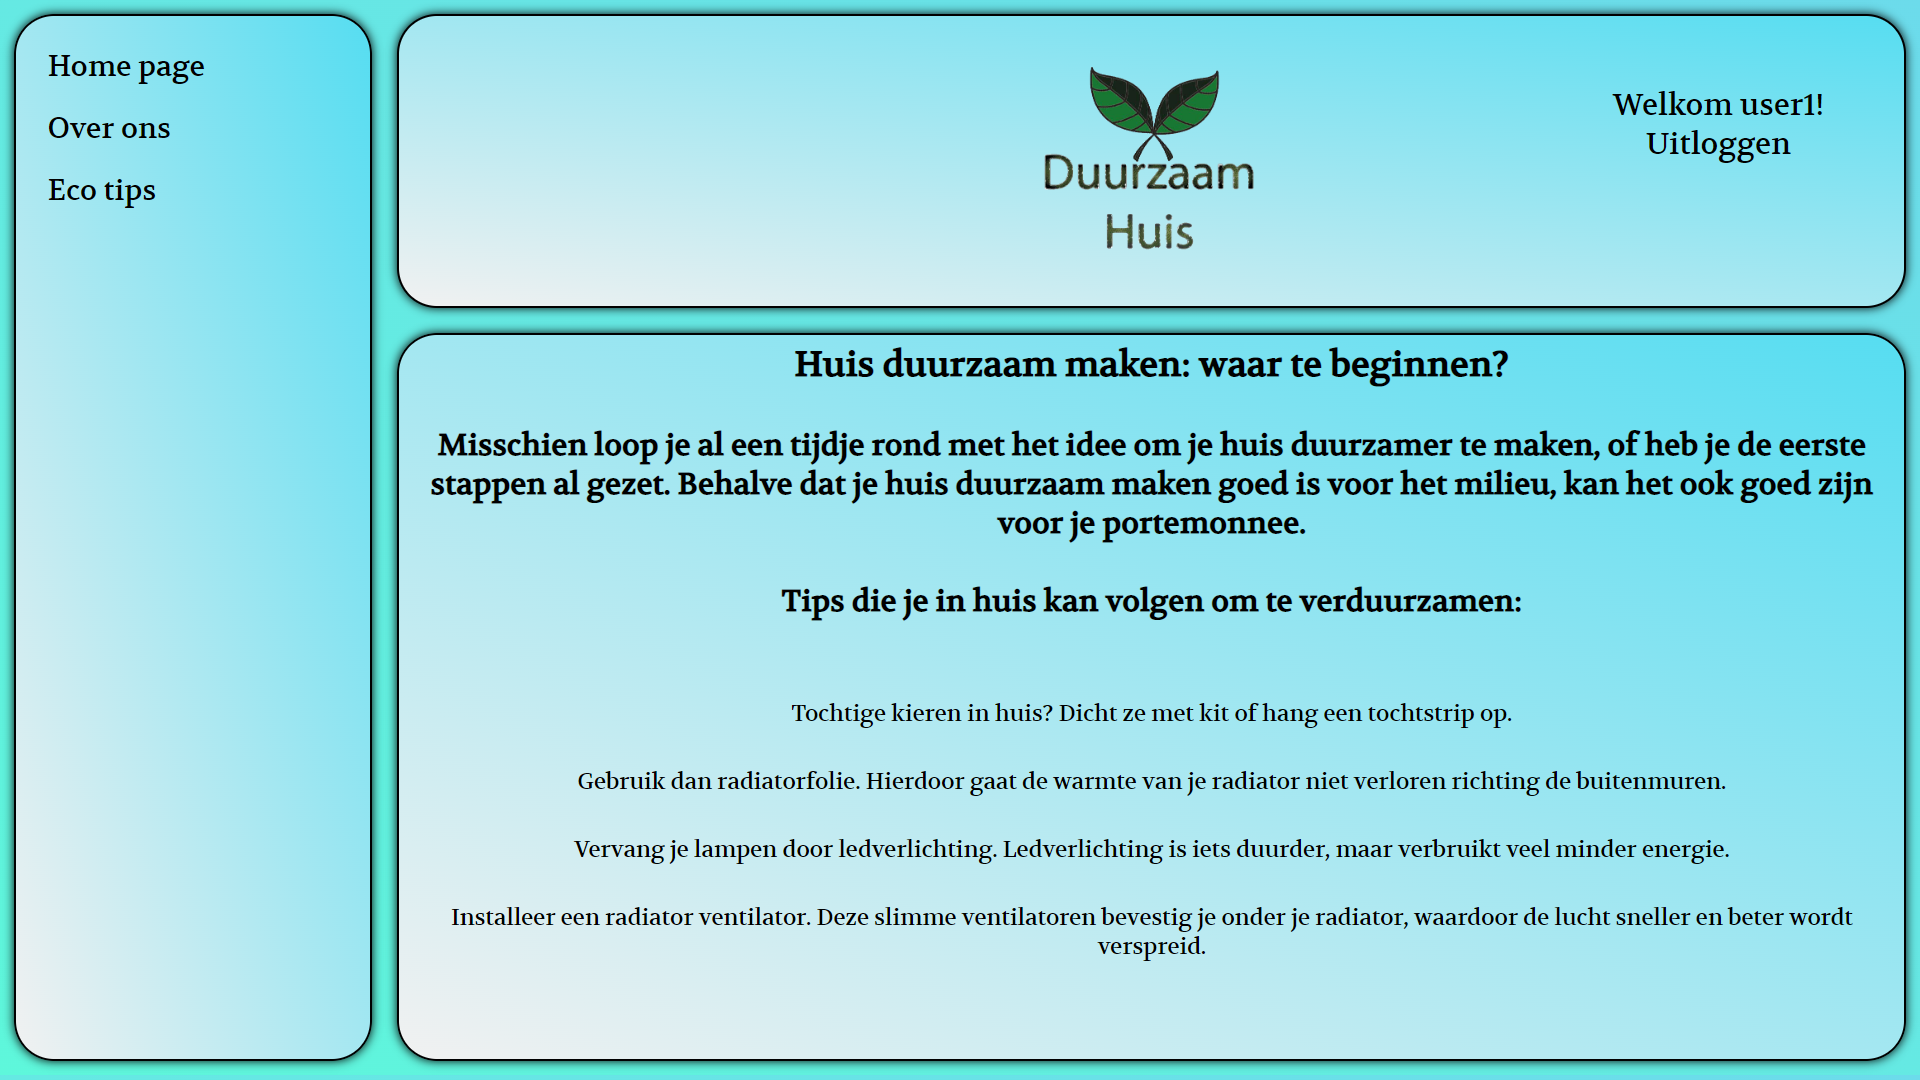 Home page
Over ons
Eco tips
Duurzaam
Huis
Welkom user1!
Uitloggen
Huis duurzaam maken: waar te beginnen?
Misschien loop je al een tijdje rond met het idee om je huis duurzamer te maken, of heb je de eerste
stappen al gezet. Behalve dat je huis duurzaam maken goed is voor het milieu, kan het ook goed zijn
voor je portemonnee.
Tips die je in huis kan volgen om te verduurzamen:
Tochtige kieren in huis? Dicht ze met kit of hang een tochtstrip op.
Gebruik dan radiatorfolie. Hierdoor gaat de warmte van je radiator niet verloren richting de buitenmuren.
Vervang je lampen door ledverlichting. Ledverlichting is iets duurder, maar verbruikt veel minder energie.
Installeer een radiator ventilator. Deze slimme ventilatoren bevestig je onder je radiator, waardoor de lucht sneller en beter wordt
verspreid.